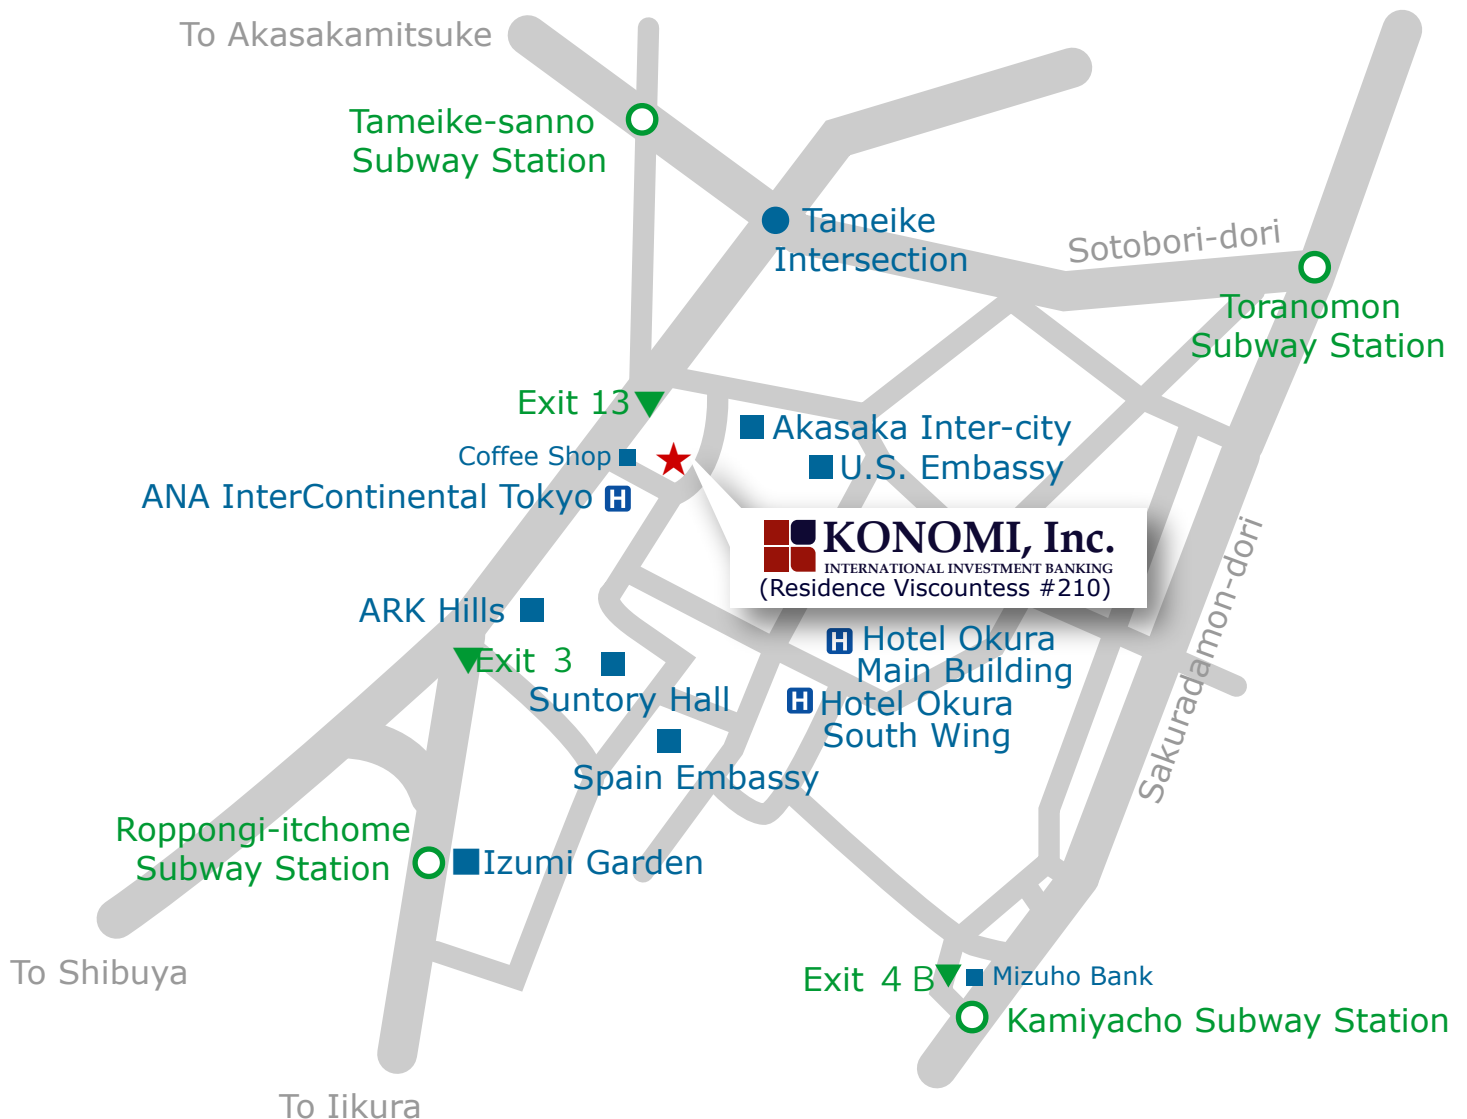 To Akasakamitsuke
Tameike-sanno
Subway Station
Tameike
Intersection
Sotobori-dori
Toranomon
Subway Station
Exit 13
Akasaka Inter-city
Coffee Shop
U.S. Embassy
ANA InterContinental Tokyo
H
KONOMI, Inc.
INTERNATIONAL INVESTMENT BANKING
(Residence Viscountess #210)
Sakuradamon-dori
ARK Hills
H
Hotel Okura
Main Building
Exit 3
Suntory Hall
H
Hotel Okura
South Wing
Spain Embassy
Roppongi-itchome
Subway Station
Izumi Garden
To Shibuya
Exit 4 B
Mizuho Bank
Kamiyacho Subway Station
To Iikura